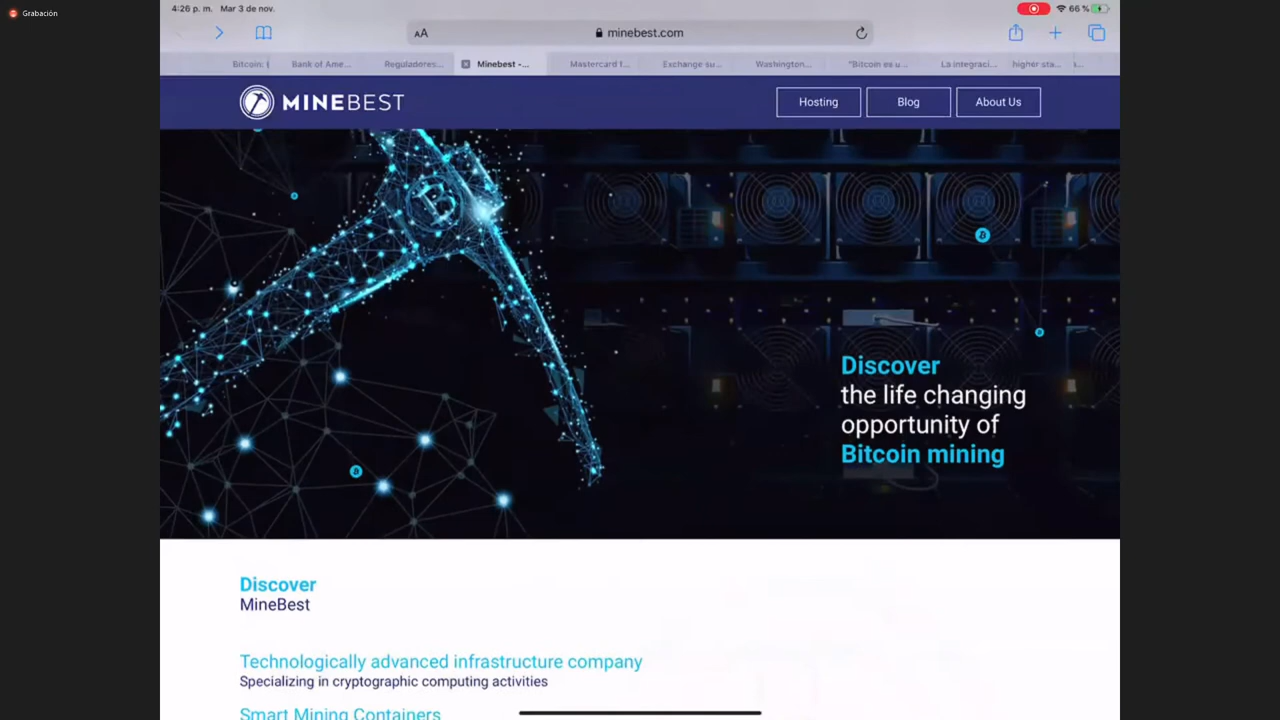 Grabación
4:26 p. m. Mar 3 de nov.
66 %
AA
minebest.com
Bitcoin:
Bank of Ame...
Reguladores...
Minebest -...
Mastercard
Exchange su...
Washington...
"Bitcoin es u...
La integraci...
higher sta...
MINEBEST
Hosting
Blog
About Us
Discover
the life changing
opportunity of
Bitcoin mining
Discover
MineBest
Technologically advanced infrastructure company
Specializing in cryptographic computing activities
Smart Mining Containers